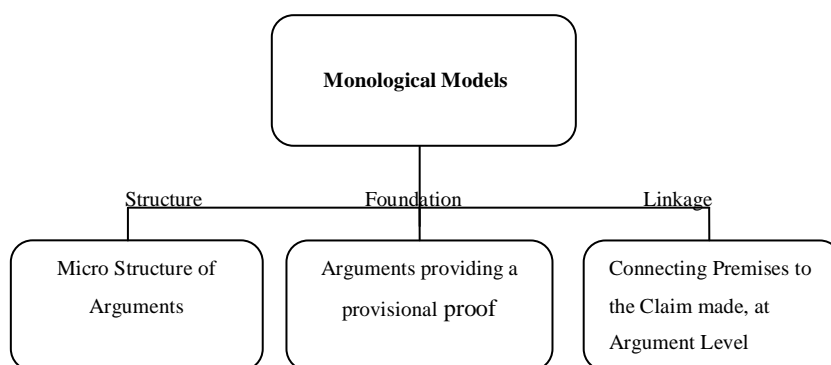 Monological Models
Structure
Foundation
Linkage
Micro Structure of
Arguments
Arguments providing a
provisional proof
Connecting Premises to
the Claim made, at
Argument Level